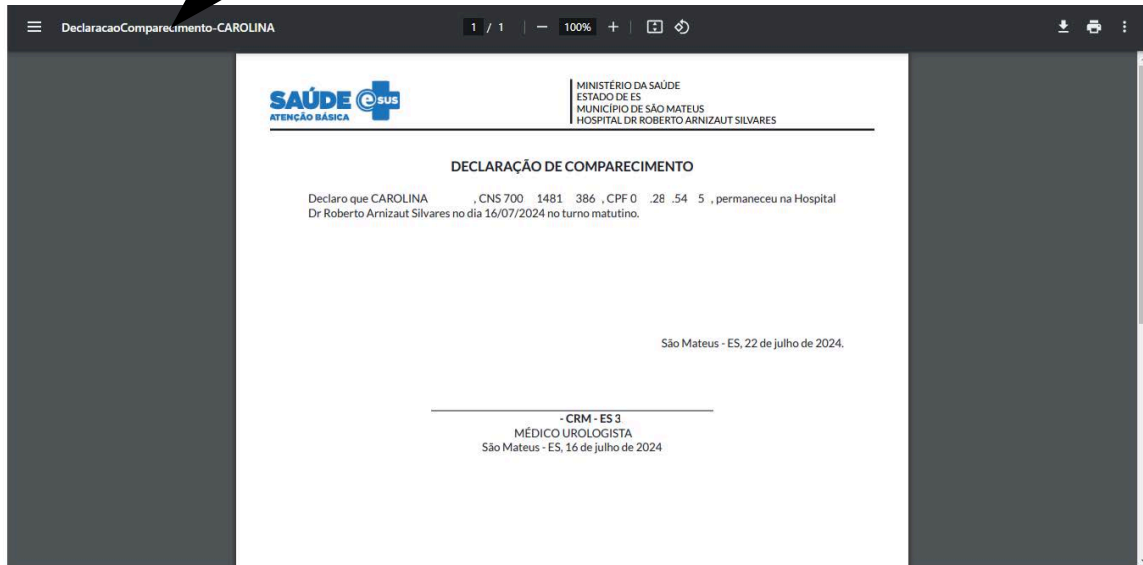 DeclaracaoComparecimento-CAROLINA
1 / 1
100%
SAÚDE e sus
ATENÇÃO BÁSICA
MINISTÉRIO DA SAÚDE
ESTADO DE ES
MUNICÍPIO DE SÃO MATEUS
HOSPITAL DR ROBERTO ARNIZAUT SILVARES
DECLARAÇÃO DE COMPARECIMENTO
Declaro que CAROLINA , CNS 700 1481 386 , CPF 0 .28 .54 5 , permaneceu na Hospital
Dr Roberto Arnizaut Silvares no dia 16/07/2024 no turno matutino.
São Mateus - ES, 22 de julho de 2024.
- CRM - ES 3
MÉDICO UROLOGISTA
São Mateus - ES, 16 de julho de 2024